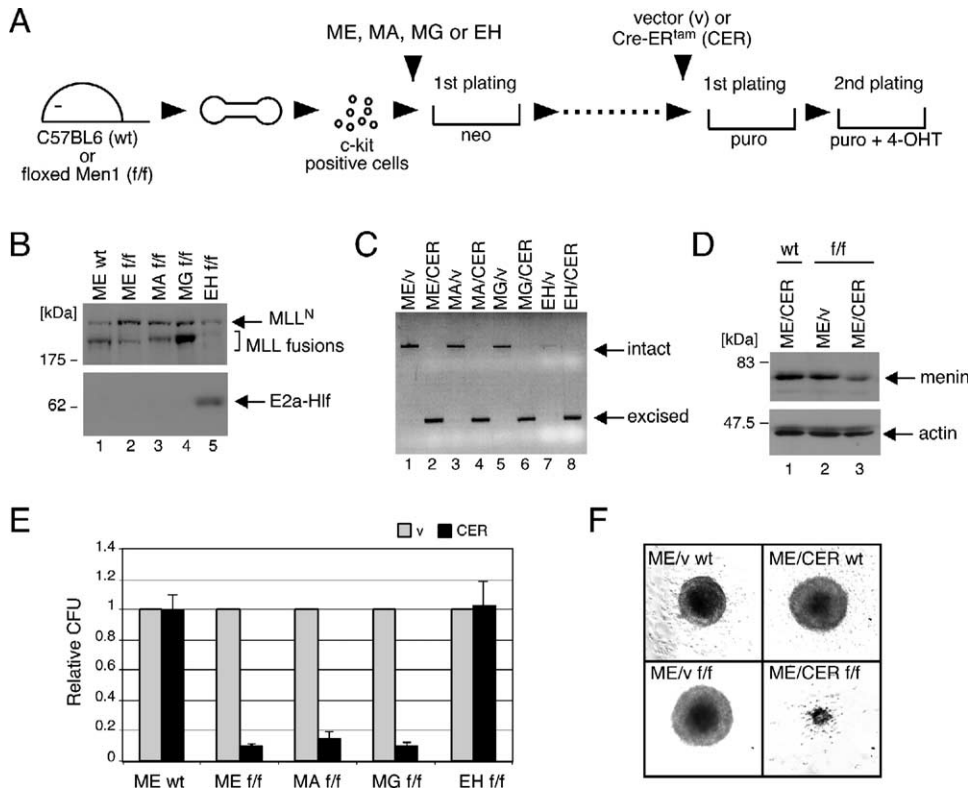 A
ME, MA, MG or EH
vector (v) or
Cre-ERtam (CER)
1st plating
1st plating
2nd plating
C57BL6 (wt)
or
floxed Men1 (f/f)
c-kit
positive cells
neo
puro
puro + 4-OHT
B
ME wt
ME f/f
MA f/f
MG f/f
EH f/f
[kDa]
MLLN
MLL fusions
175
62
E2a-Hlf
1 2 3 4 5
C
ME/v
ME/CER
MA/v
MA/CER
MG/v
MG/CER
EH/v
EH/CER
intact
excised
1 2 3 4 5 6 7 8
D
wt f/f
ME/CER
ME/v
ME/CER
[kDa]
83
menin
47.5
actin
1 2 3
E
v CER
Relative CFU
1.4
1.2
1
0.8
0.6
0.4
0.2
0
ME wt ME f/f MA f/f MG f/f EH f/f
F
ME/v wt ME/CER wt
ME/v f/f ME/CER f/f